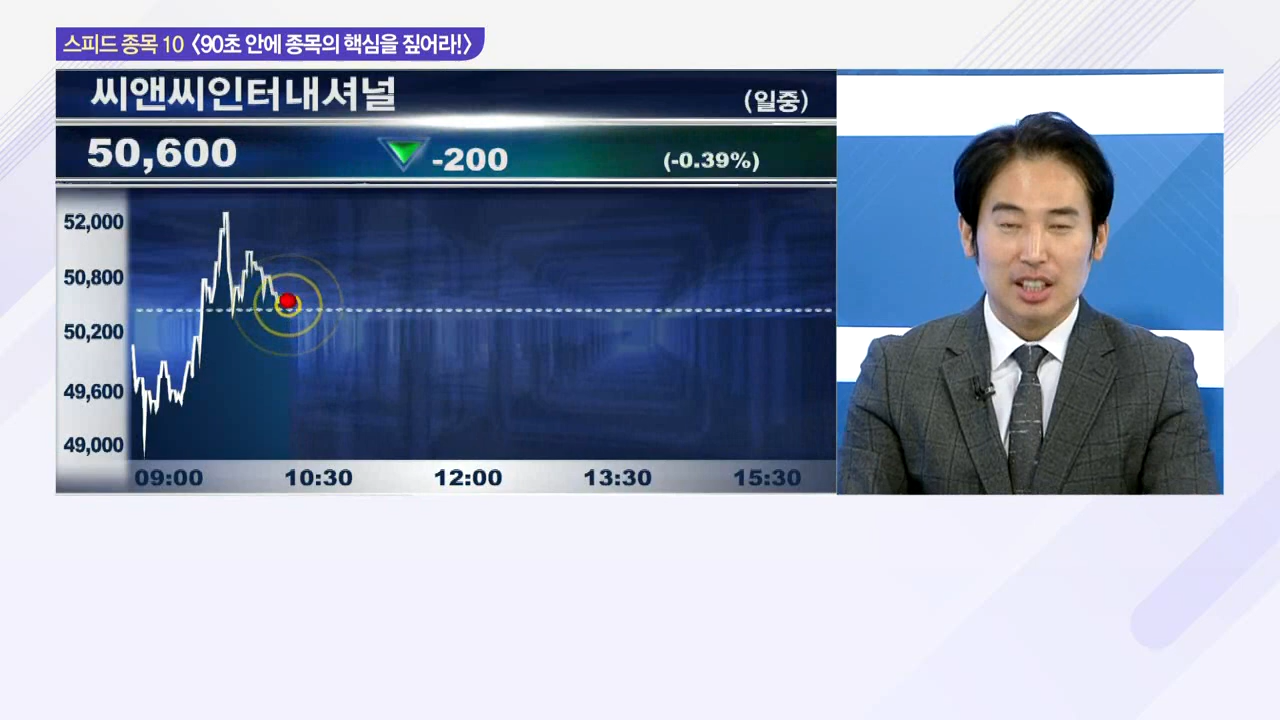 스피드 종목 10 〈90초 안에 종목의 핵심을 짚어라!〉
씨앤씨인터내셔널
(일중)
50,600 -200 (-0.39%)
52,000
50,800
50,200
49,600
49,000
09:00 10:30 12:00 13:30 15:30